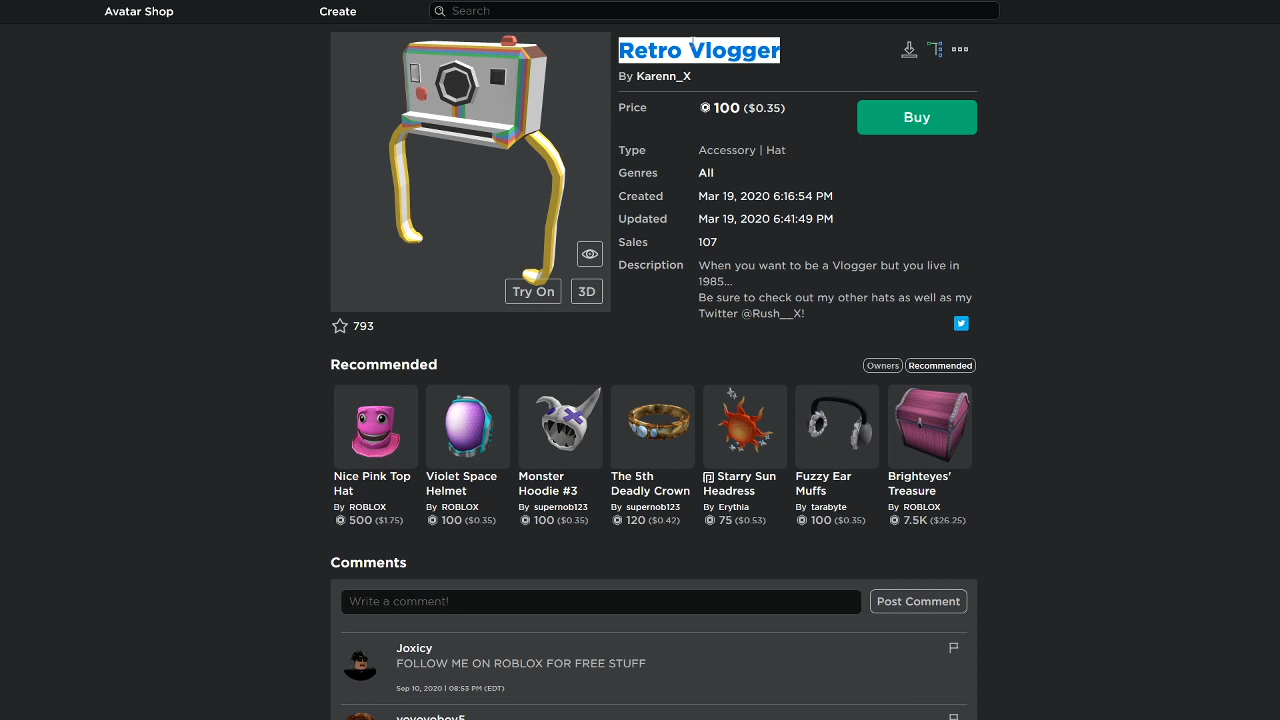 Avatar Shop
Create
Search
Retro Vlogger
By Karenn_X
Price
100 ($0.35)
Buy
Type
Accessory | Hat
Genres
All
Created
Mar 19, 2020 6:16:54 PM
Updated
Mar 19, 2020 6:41:49 PM
Sales
107
Description
When you want to be a Vlogger but you live in
1985...
Be sure to check out my other hats as well as my
Twitter @Rush__X!
Try On
3D
793
Recommended
Owners
Recommended
Nice Pink Top
Hat
By ROBLOX
500 ($1.75)
Violet Space
Helmet
By ROBLOX
100 ($0.35)
Monster
Hoodie #3
By supernob123
100 ($0.35)
The 5th
Deadly Crown
By supernob123
120 ($0.42)
Starry Sun
Headress
By Erythia
75 ($0.53)
Fuzzy Ear
Muffs
By tarabyte
100 ($0.35)
Brighteyes'
Treasure
By ROBLOX
7.5K ($26.25)
Comments
Write a comment!
Post Comment
Joxicy
FOLLOW ME ON ROBLOX FOR FREE STUFF
Sep 10, 2020 | 08:53 PM (EDT)